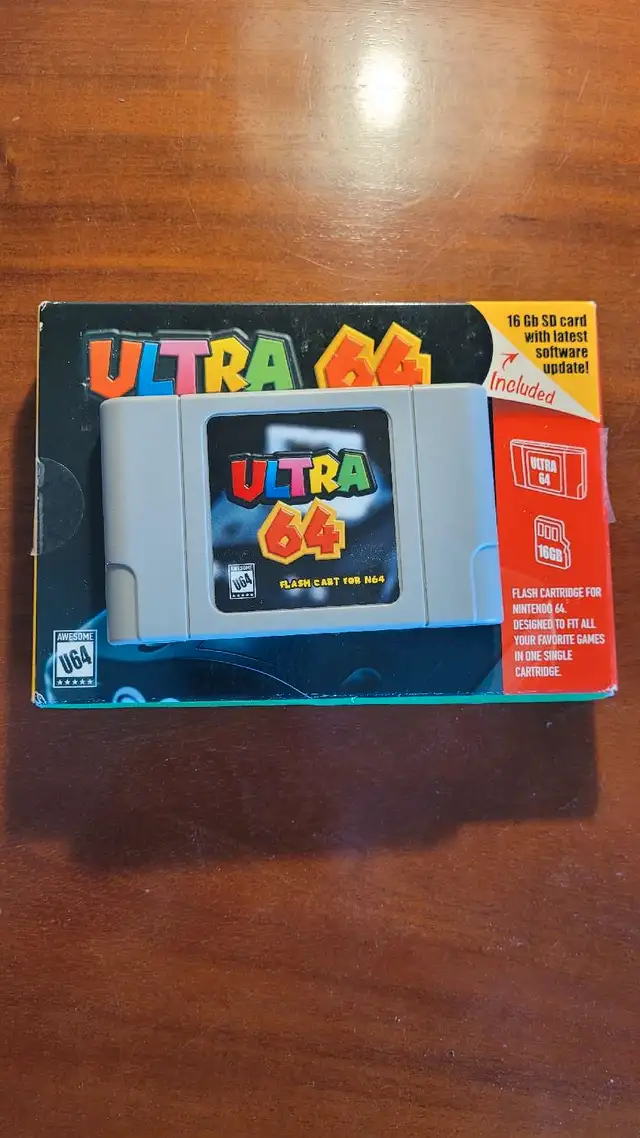 ULTRA 64
16 Gb SD card
with latest
software
update!
Included
ULTRA
64
AWESOME
U64
FLASH CART FOR N64
ULTRA
64
16GB
FLASH CARTRIDGE FOR
NINTENDO 64.
DESIGNED TO FIT ALL
YOUR FAVORITE GAMES
IN ONE SINGLE
CARTRIDGE.
AWESOME
U64